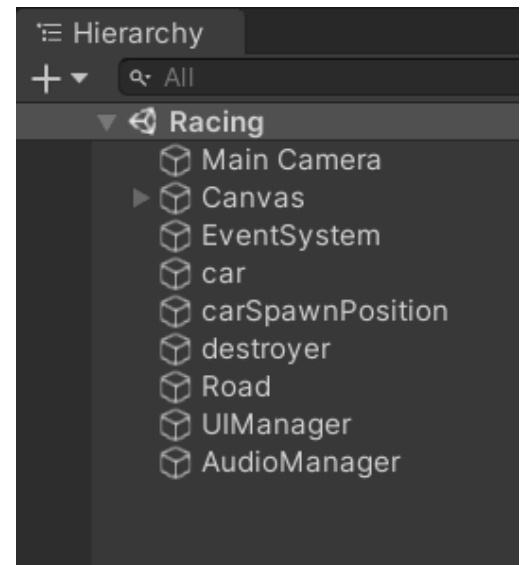 Hierarchy
All
Racing
Main Camera
Canvas
EventSystem
car
carSpawnPosition
destroyer
Road
UIManager
AudioManager